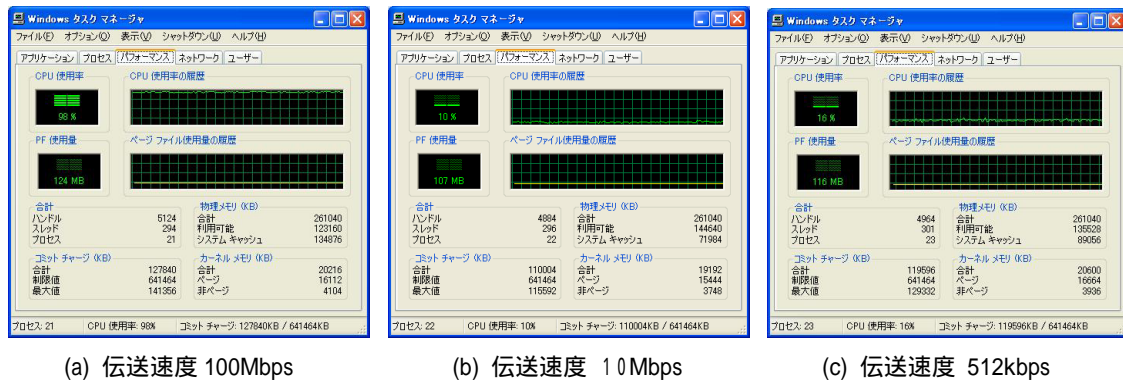 Windows タスク マネージャ
ファイル(F) オプション(O) 表示(V) シャットダウン(U) ヘルプ(H)
アプリケーション プロセス パフォーマンス ネットワーク ユーザー
CPU 使用率 CPU 使用率の履歴
98 %
PF 使用量 ページ ファイル使用量の履歴
124 MB
合計 物理メモリ (KB)
ハンドル 5124 合計 261040
スレッド 294 利用可能 123160
プロセス 21 システム キャッシュ 134876
コミット チャージ (KB) カーネル メモリ (KB)
合計 127840 合計 20216
制限値 641464 ページ 16112
最大値 141356 非ページ 4104
プロセス: 21 CPU 使用率: 98% コミット チャージ: 127840KB / 641464KB
(a) 伝送速度 100Mbps
Windows タスク マネージャ
ファイル(F) オプション(O) 表示(V) シャットダウン(U) ヘルプ(H)
アプリケーション プロセス パフォーマンス ネットワーク ユーザー
CPU 使用率 CPU 使用率の履歴
10 %
PF 使用量 ページ ファイル使用量の履歴
107 MB
合計 物理メモリ (KB)
ハンドル 4884 合計 261040
スレッド 296 利用可能 144640
プロセス 22 システム キャッシュ 71984
コミット チャージ (KB) カーネル メモリ (KB)
合計 110004 合計 19192
制限値 641464 ページ 15444
最大値 115592 非ページ 3748
プロセス: 22 CPU 使用率: 10% コミット チャージ: 110004KB / 641464KB
(b) 伝送速度 10Mbps
Windows タスク マネージャ
ファイル(F) オプション(O) 表示(V) シャットダウン(U) ヘルプ(H)
アプリケーション プロセス パフォーマンス ネットワーク ユーザー
CPU 使用率 CPU 使用率の履歴
16 %
PF 使用量 ページ ファイル使用量の履歴
116 MB
合計 物理メモリ (KB)
ハンドル 4964 合計 261040
スレッド 301 利用可能 135528
プロセス 23 システム キャッシュ 89056
コミット チャージ (KB) カーネル メモリ (KB)
合計 119596 合計 20600
制限値 641464 ページ 16664
最大値 129332 非ページ 3936
プロセス: 23 CPU 使用率: 16% コミット チャージ: 119596KB / 641464KB
(c) 伝送速度 512kbps